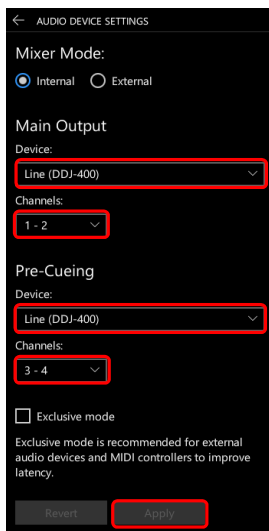 AUDIO DEVICE SETTINGS
Mixer Mode:
Internal External
Main Output
Device:
Line (DDJ-400)
Channels:
1 - 2
Pre-Cueing
Device:
Line (DDJ-400)
Channels:
3 - 4
Exclusive mode
Exclusive mode is recommended for external
audio devices and MIDI controllers to improve
latency.
Revert Apply